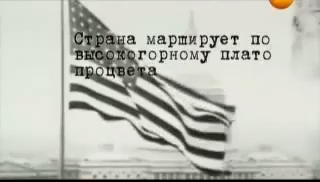 Страна марширует по
высокогорному плато
процвета